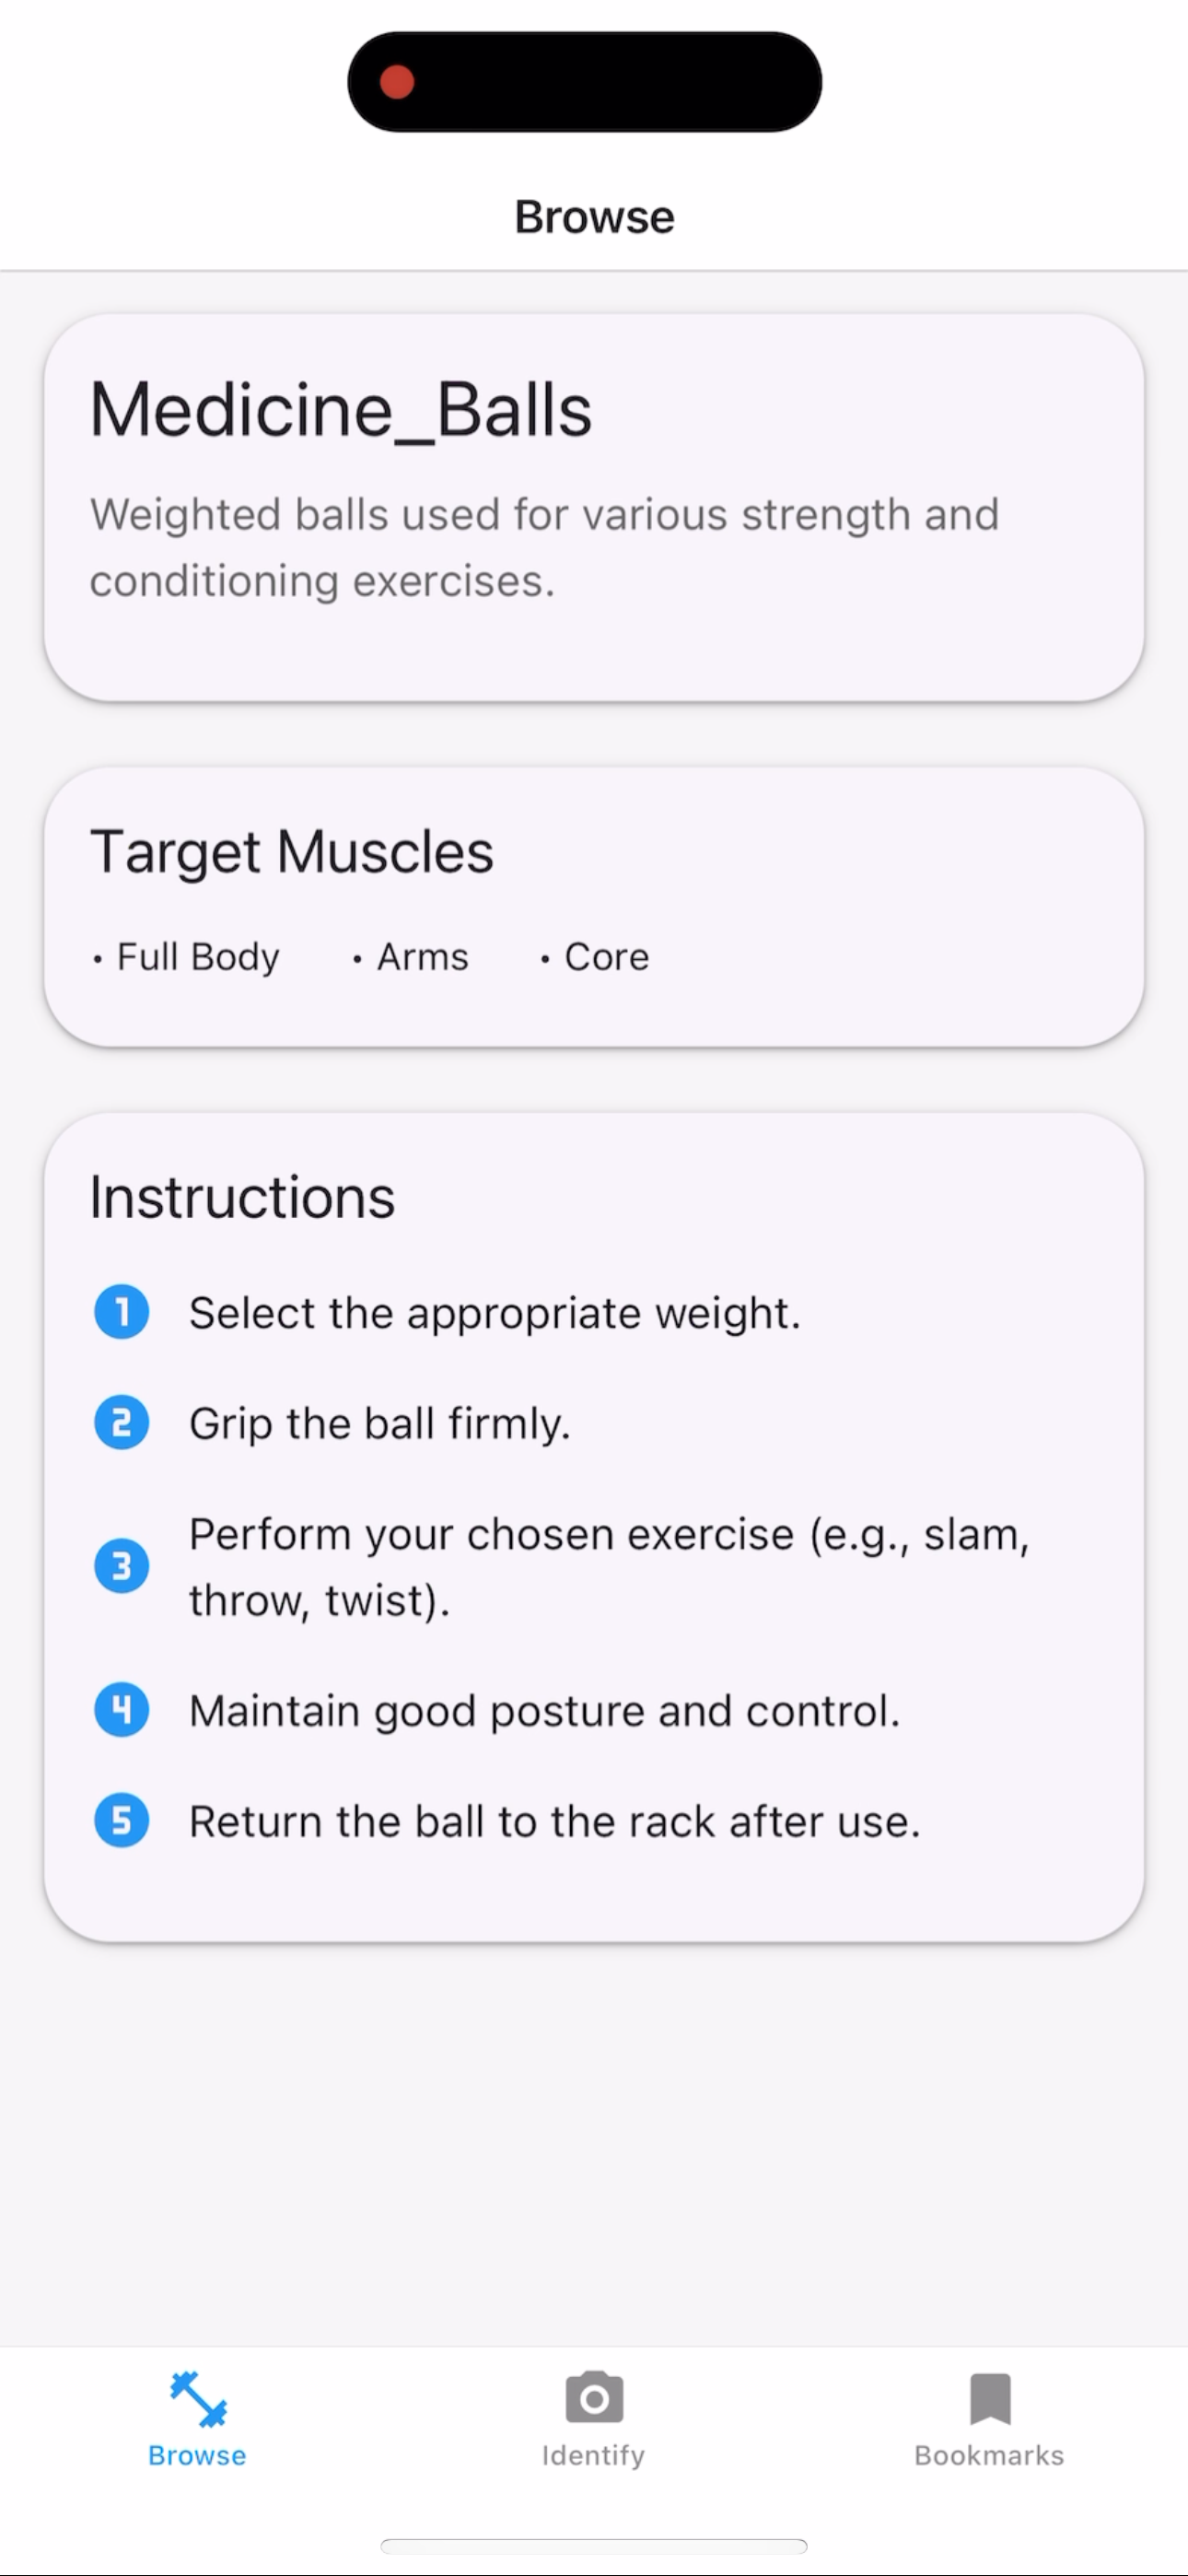 Browse
Medicine_Balls
Weighted balls used for various strength and
conditioning exercises.
Target Muscles
• Full Body • Arms • Core
Instructions
1 Select the appropriate weight.
2 Grip the ball firmly.
3 Perform your chosen exercise (e.g., slam,
throw, twist).
4 Maintain good posture and control.
5 Return the ball to the rack after use.
Browse Identify Bookmarks